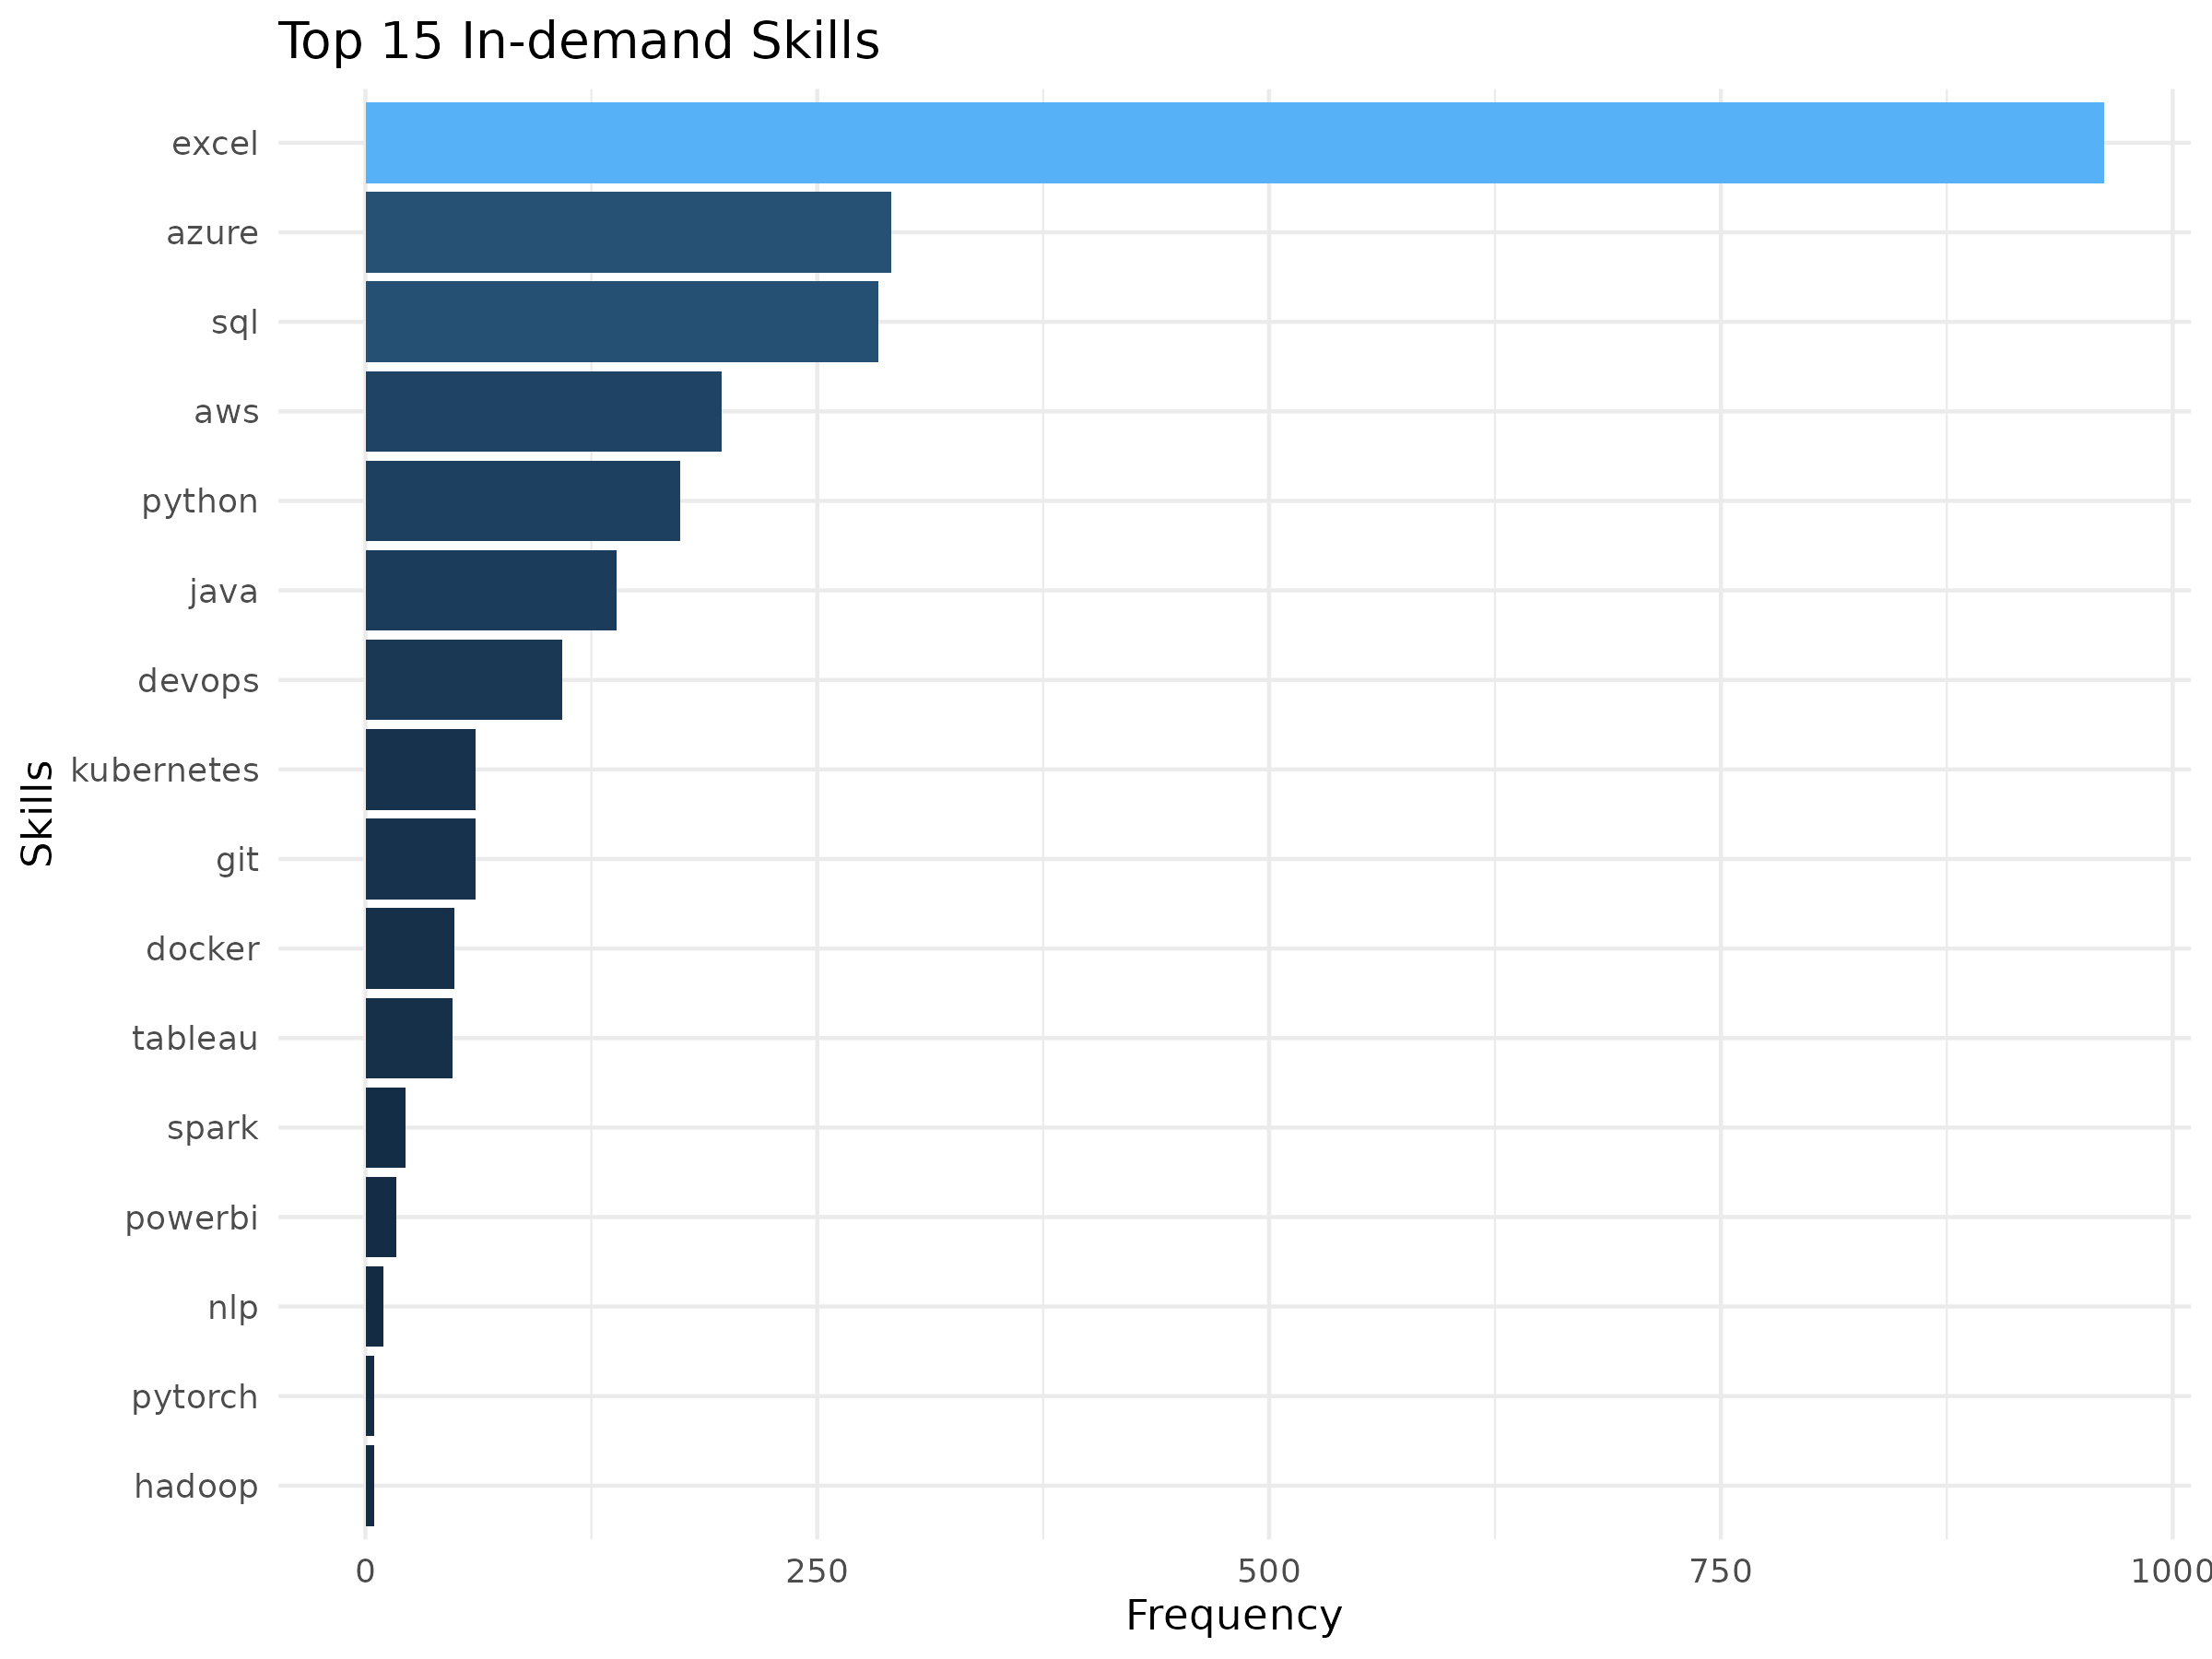 Top 15 In-demand Skills
excel
azure
sql
aws
python
java
devops
kubernetes
git
docker
tableau
spark
powerbi
nlp
pytorch
hadoop
Skills
0 250 500 750 1000
Frequency